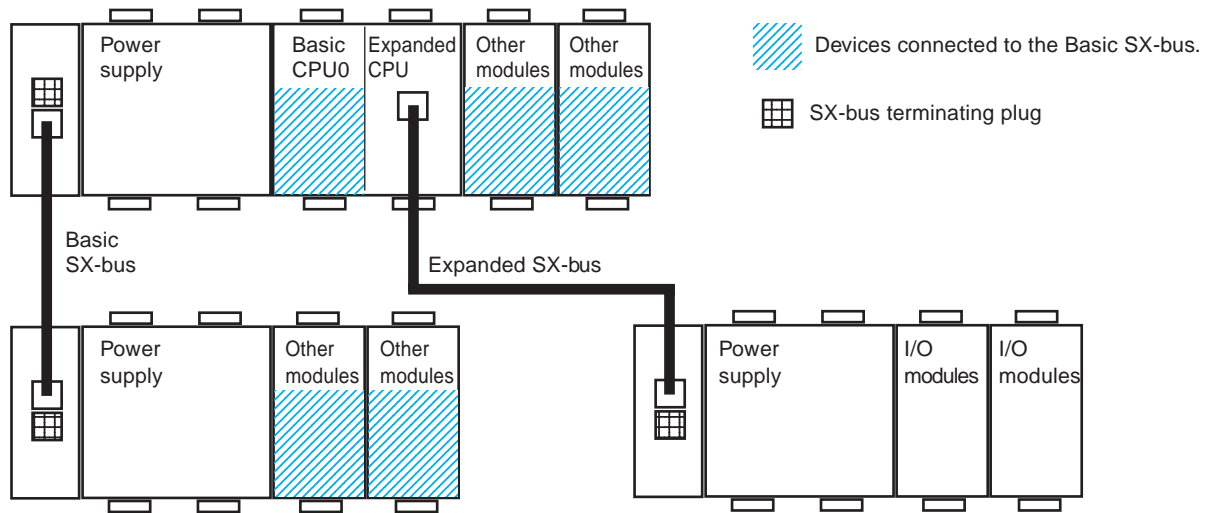 Power
supply
Basic
CPU0
Expanded
CPU
Other
modules
Other
modules
Devices connected to the Basic SX-bus.
SX-bus terminating plug
Basic
SX-bus
Expanded SX-bus
Power
supply
Other
modules
Other
modules
Power
supply
I/O
modules
I/O
modules